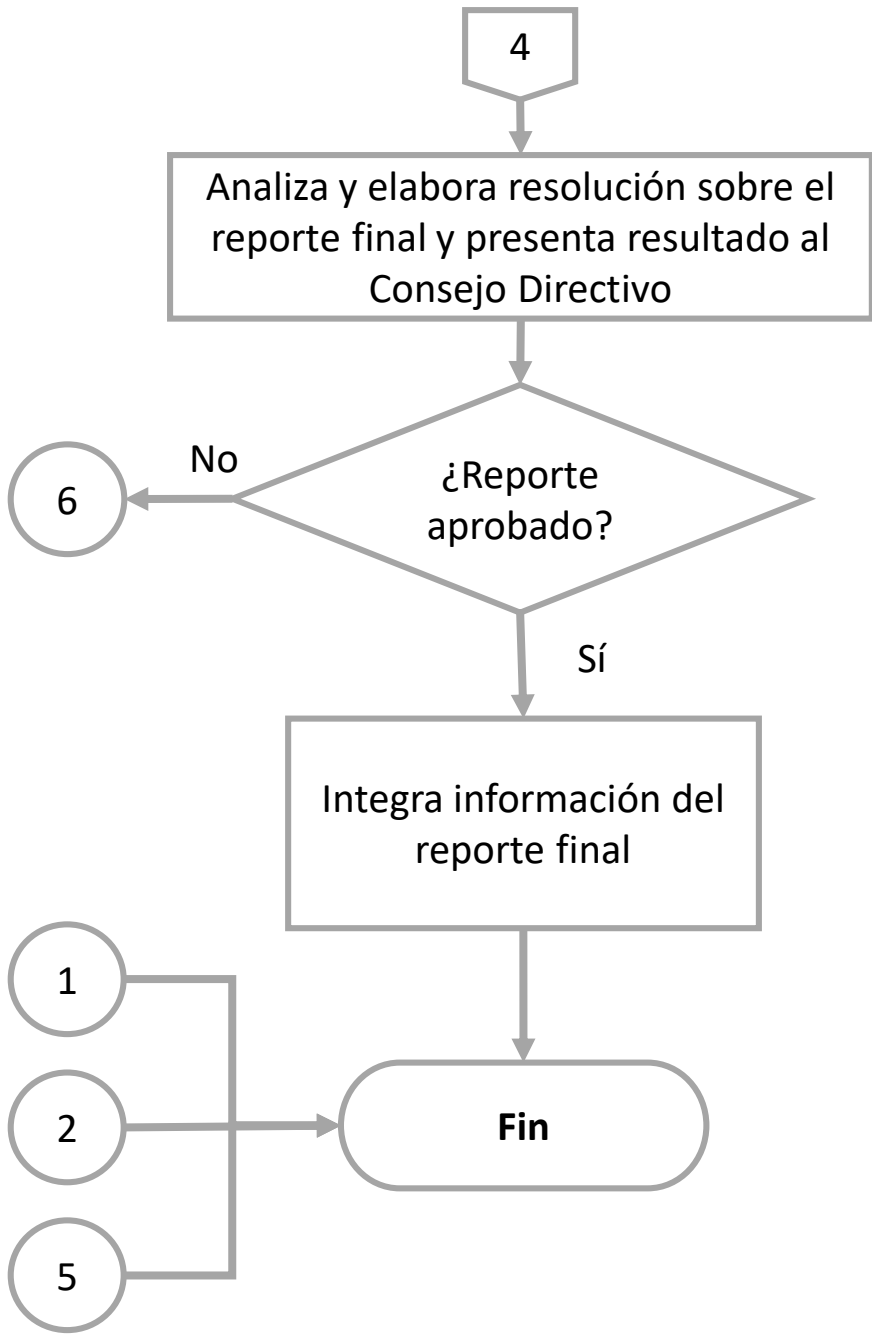 4
Analiza y elabora resolución sobre el
reporte final y presenta resultado al
Consejo Directivo
No
6
¿Reporte
aprobado?
Sí
Integra información del
reporte final
1
2
Fin
5